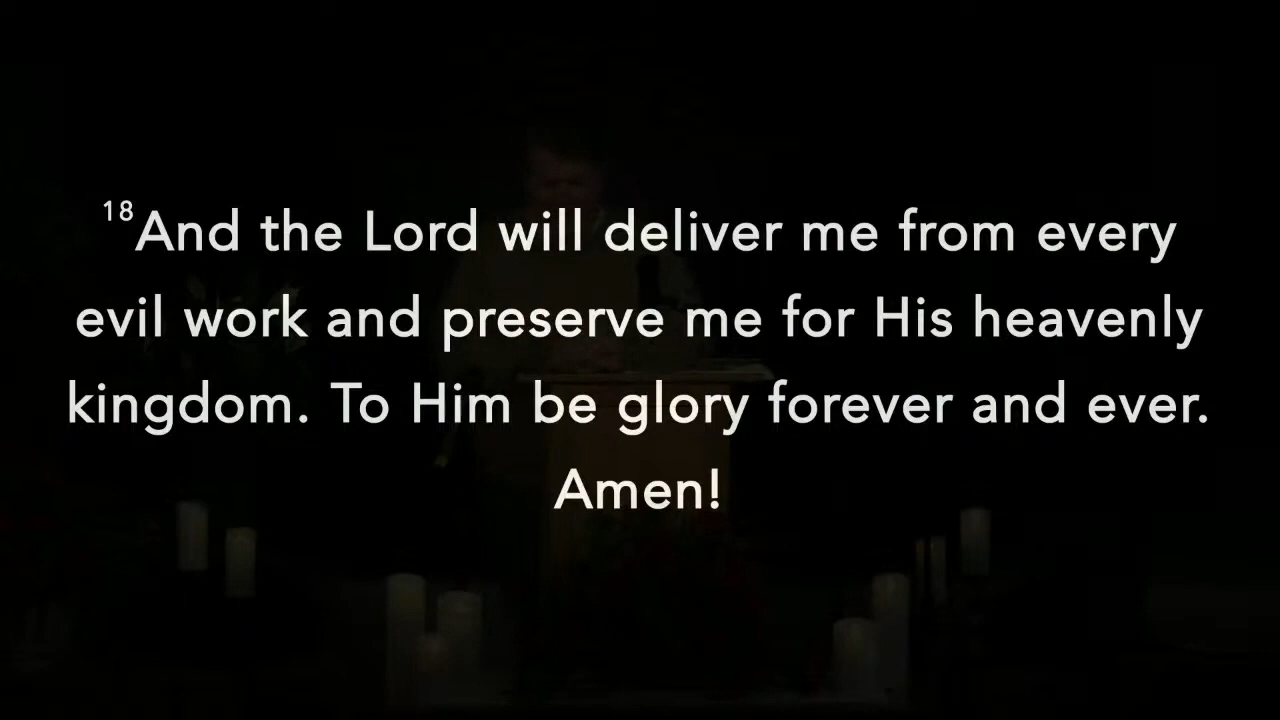 18And the Lord will deliver me from every
evil work and preserve me for His heavenly
kingdom. To Him be glory forever and ever.
Amen!